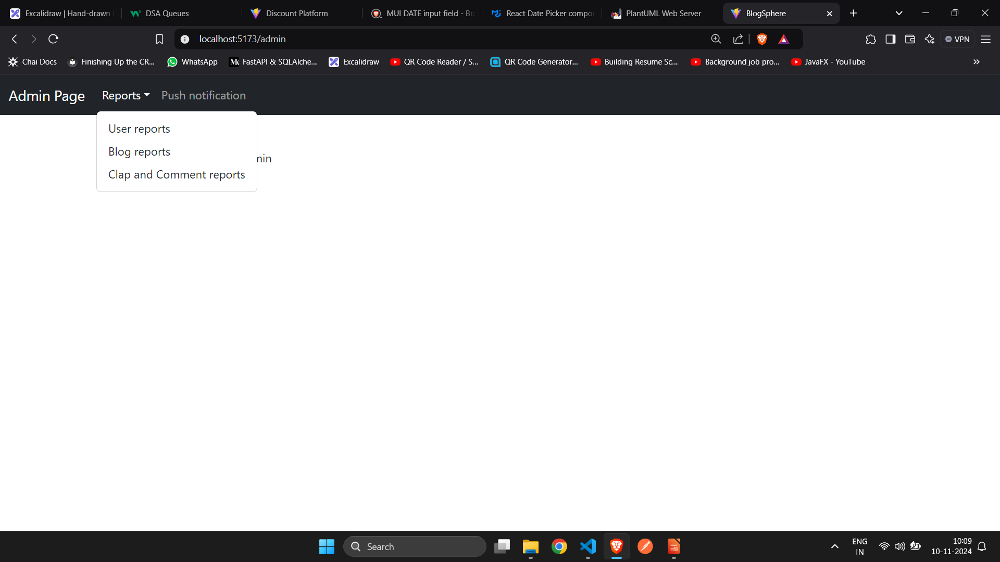 Excalidraw | Hand-drawn
DSA Queues
Discount Platform
MUI DATE input field - Bra
React Date Picker compon
PlantUML Web Server
BlogSphere
localhost:5173/admin
VPN
Chai Docs
Finishing Up the CR...
WhatsApp
FastAPI & SQLAlche...
Excalidraw
QR Code Reader / S...
QR Code Generator...
Building Resume Sc...
Background job pro...
JavaFX - YouTube
Admin Page
Reports
Push notification
User reports
Blog reports
Clap and Comment reports
min
Search
ENG
IN
10:09
10-11-2024